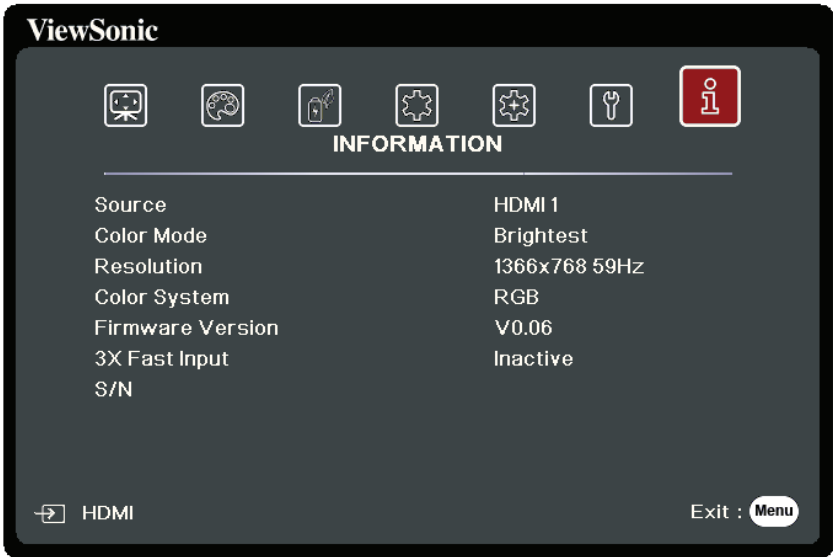 ViewSonic
INFORMATION
Source HDMI 1
Color Mode Brightest
Resolution 1366x768 59Hz
Color System RGB
Firmware Version V0.06
3X Fast Input Inactive
S/N
HDMI Exit : Menu